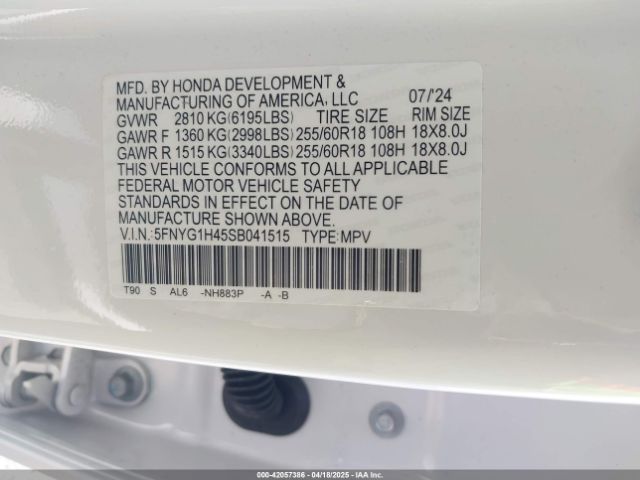 MFD. BY HONDA DEVELOPMENT &
MANUFACTURING OF AMERICA, LLC 07/'24
GVWR 2810 KG(6195LBS) TIRE SIZE RIM SIZE
GAWR F 1360 KG(2998LBS) 255/60R18 108H 18X8.0J
GAWR R 1515 KG(3340LBS) 255/60R18 108H 18X8.0J
THIS VEHICLE CONFORMS TO ALL APPLICABLE
FEDERAL MOTOR VEHICLE SAFETY
STANDARDS IN EFFECT ON THE DATE OF
MANUFACTURE SHOWN ABOVE.
V.I.N.:5FNYG1H45SB041515 TYPE:MPV
T90 S AL6 -NH883P -A -B
000-42057386 - 04/18/2025 - IAAI.CA